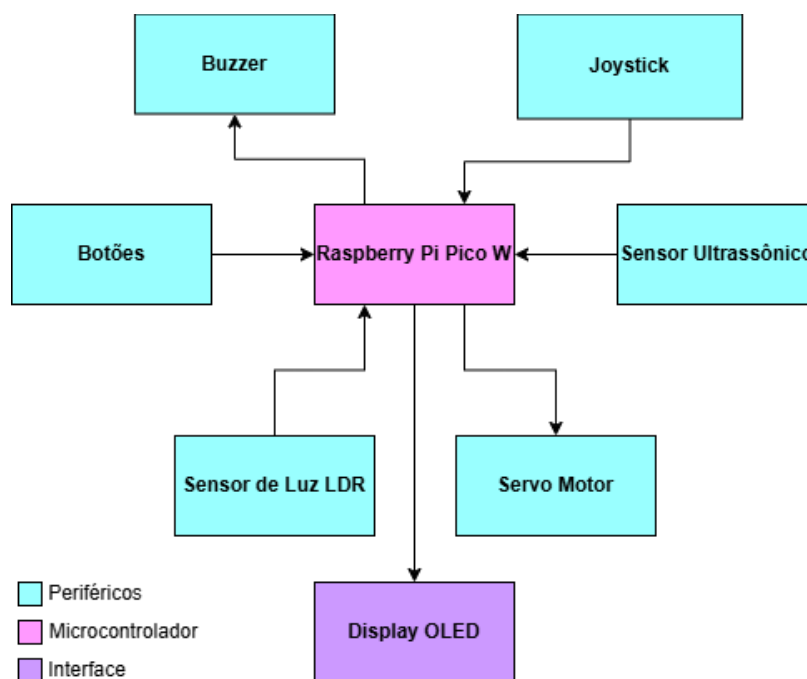 Buzzer
Joystick
Botões
Raspberry Pi Pico W
Sensor Ultrassônico
Sensor de Luz LDR
Servo Motor
Display OLED
Periféricos
Microcontrolador
Interface